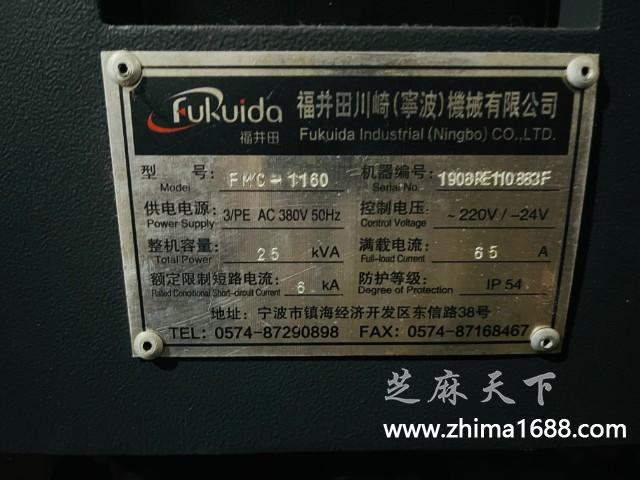 Fukuida
福井田
福井田川崎(寧波)機械有限公司
Fukuida Industrial (Ningbo) CO.,LTD.
型 号: FMC-1160 机器编号: 1908RE110883F
Model Serial No.
供电电源: 3/PE AC 380V 50Hz 控制电压: ~220V/-24V
Power Supply Control Voltage
整机容量: 25 kVA 满载电流: 65 A
Total Power Full-load Current
额定限制短路电流: 6 kA 防护等级: IP 54
Rated Conditional Short-circuit Current Degree of Protection
地址: 宁波市镇海经济开发区东信路38号
TEL: 0574-87290898 FAX: 0574-87168467
芝麻天下
www.zhima1688.com